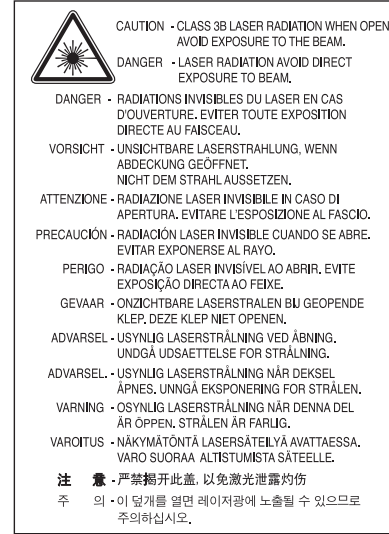 CAUTION - CLASS 3B LASER RADIATION WHEN OPEN
AVOID EXPOSURE TO THE BEAM.
DANGER - LASER RADIATION AVOID DIRECT
EXPOSURE TO BEAM.
DANGER - RADIATIONS INVISIBLES DU LASER EN CAS
D'OUVERTURE. EVITER TOUTE EXPOSITION
DIRECTE AU FAISCEAU.
VORSICHT - UNSICHTBARE LASERSTRAHLUNG, WENN
ABDECKUNG GEÖFFNET.
NICHT DEM STRAHL AUSSETZEN.
ATTENZIONE - RADIAZIONE LASER INVISIBILE IN CASO DI
APERTURA. EVITARE L'ESPOSIZIONE AL FASCIO.
PRECAUCIÓN - RADIACIÓN LASER INVISIBLE CUANDO SE ABRE.
EVITAR EXPONERSE AL RAYO.
PERIGO - RADIAÇÃO LASER INVISÍVEL AO ABRIR. EVITE
EXPOSIÇÃO DIRECTA AO FEIXE.
GEVAAR - ONZICHTBARE LASERSTRALEN BIJ GEOPENDE
KLEP. DEZE KLEP NIET OPENEN.
ADVARSEL - USYNLIG LASERSTRÅLNING VED ÅBNING.
UNDGÅ UDSAETTELSE FOR STRÅLNING.
ADVARSEL. - USYNLIG LASERSTRÅLNING NÅR DEKSEL
ÅPNES. UNNGÅ EKSPONERING FOR STRÅLEN.
VARNING - OSYNLIG LASERSTRÅLNING NÄR DENNA DEL
ÄR ÖPPEN. STRÅLEN ÄR FARLIG.
VAROITUS - NÄKYMÄTÖNTÄ LASERSÄTEILYÄ AVATTAESSA.
VARO SUORAA ALTISTUMISTA SÄTEELLE.
注 意 - 严禁揭开此盖, 以免激光泄露灼伤
주 의 - 이 덮개를 열면 레이저광에 노출될 수 있으므로
주의하십시오.